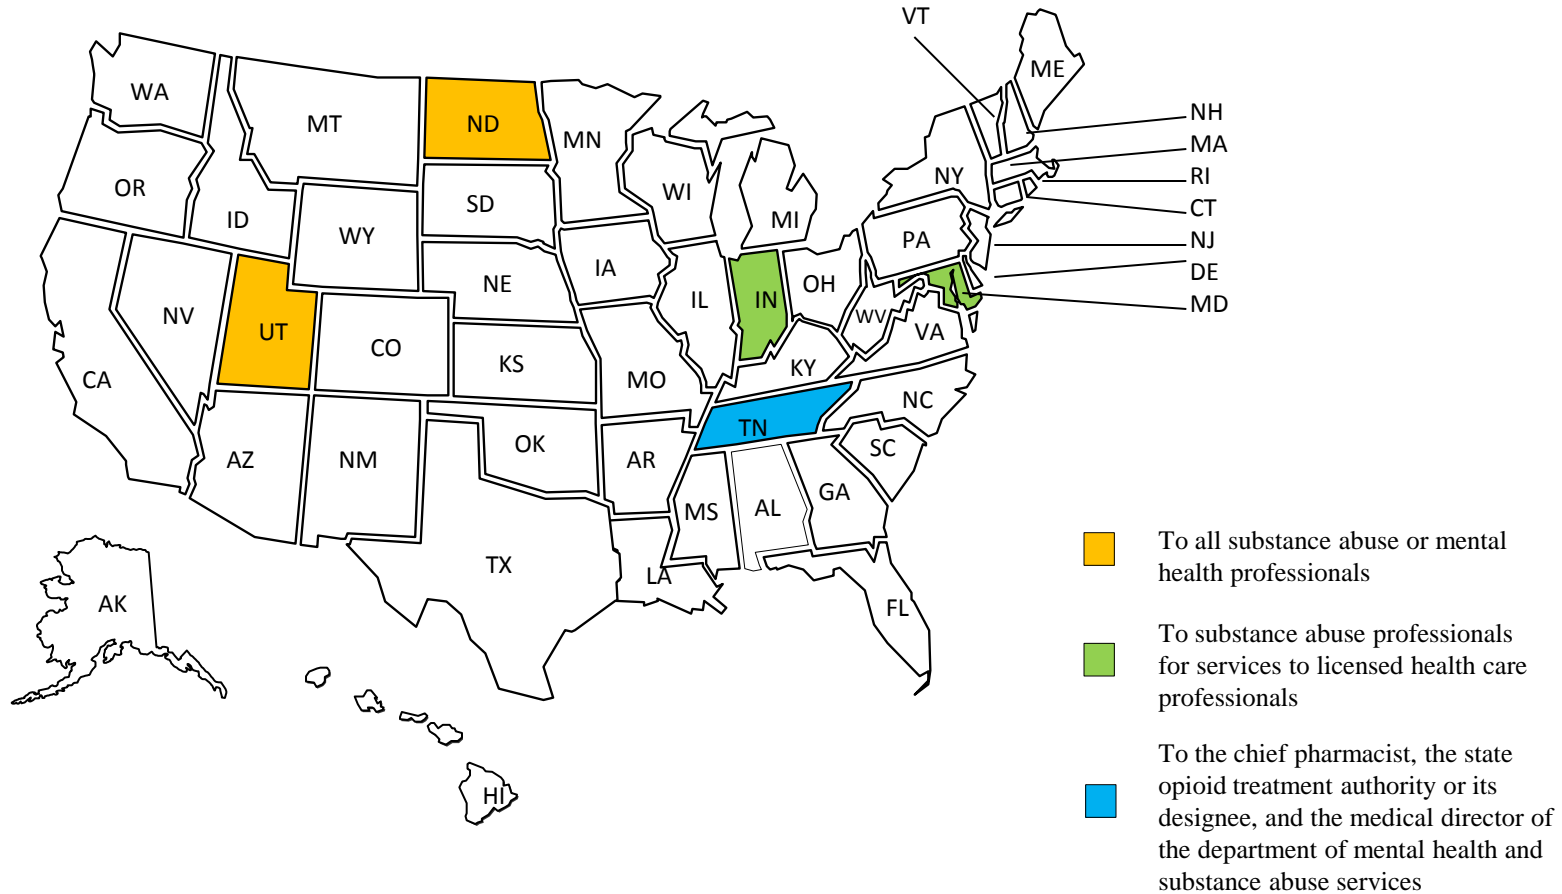 VT
ME
WA
MT
ND
MN
NH
MA
OR
ID
SD
WI
NY
RI
WY
MI
CT
PA
NJ
IA
NE
OH
DE
NV
UT
IL
IN
WV
MD
CO
KS
VA
CA
MO
KY
NC
TN
OK
AZ
NM
AR
SC
GA
MS
AL
TX
LA
AK
FL
HI
To all substance abuse or mental
health professionals
To substance abuse professionals
for services to licensed health care
professionals
To the chief pharmacist, the state
opioid treatment authority or its
designee, and the medical director of
the department of mental health and
substance abuse services